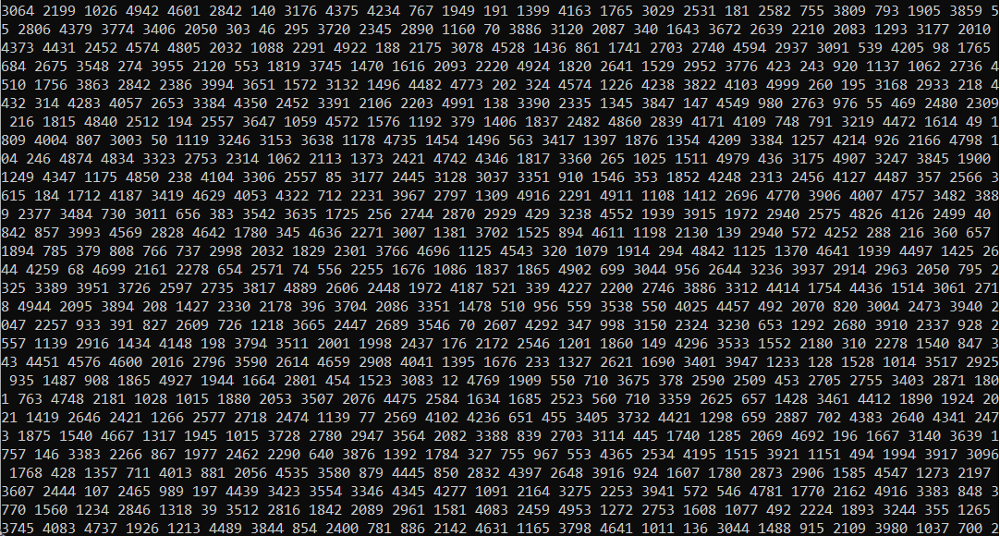 3064 2199 1026 4942 4601 2842 140 3176 4375 4234 767 1949 191 1399 4163 1765 3029 2531 181 2582 755 3809 793 1905 3859 5
5 2806 4379 3774 3406 2050 303 46 295 3720 2345 2890 1160 70 3886 3120 2087 340 1643 3672 2639 2210 2083 1293 3177 2010
4373 4431 2452 4574 4805 2032 1088 2291 4922 188 2175 3078 4528 1436 861 1741 2703 2740 4594 2937 3091 539 4205 98 1765
684 2675 3548 274 3955 2120 553 1819 3745 1470 1616 2093 2220 4924 1820 2641 1529 2952 3776 423 243 920 1137 1062 2736 4
510 1756 3863 2842 2386 3994 3651 1572 3132 1496 4482 4773 202 324 4574 1226 4238 3822 4103 4999 260 195 3168 2933 218 4
432 314 4283 4057 2653 3384 4350 2452 3391 2106 2203 4991 138 3390 2335 1345 3847 147 4549 980 2763 976 55 469 2480 2309
216 1815 4840 2512 194 2557 3647 1059 4572 1576 1192 379 1406 1837 2482 4860 2839 4171 4109 748 791 3219 4472 1614 49 1
809 4004 807 3003 50 1119 3246 3153 3638 1178 4735 1454 1496 563 3417 1397 1876 1354 4209 3384 1257 4214 926 2166 4798 1
04 246 4874 4834 3323 2753 2314 1062 2113 1373 2421 4742 4346 1817 3360 265 1025 1511 4979 436 3175 4907 3247 3845 1900
1249 4347 1175 4850 238 4104 3306 2557 85 3177 2445 3128 3037 3351 910 1546 353 1852 4248 2313 2456 4127 4487 357 2566 3
615 184 1712 4187 3419 4629 4053 4322 712 2231 3967 2797 1309 4916 2291 4911 1108 1412 2696 4770 3906 4007 4757 3482 388
9 2377 3484 730 3011 656 383 3542 3635 1725 256 2744 2870 2929 429 3238 4552 1939 3915 1972 2940 2575 4826 4126 2499 40
842 857 3993 4569 2828 4642 1780 345 4636 2271 3007 1381 3702 1525 894 4611 1198 2130 139 2940 572 4252 288 216 360 657
1894 785 379 808 766 737 2998 2032 1829 2301 3766 4696 1125 4543 320 1079 1914 294 4842 1125 1370 4641 1939 4497 1425 26
44 4259 68 4699 2161 2278 654 2571 74 556 2255 1676 1086 1837 1865 4902 699 3044 956 2644 3236 3937 2914 2963 2050 795 2
325 3389 3951 3726 2597 2735 3817 4889 2606 2448 1972 4187 521 339 4227 2200 2746 3886 3312 4414 1754 4436 1514 3061 271
8 4944 2095 3894 208 1427 2330 2178 396 3704 2086 3351 1478 510 956 559 3538 550 4025 4457 492 2070 820 3004 2473 3940 2
047 2257 933 391 827 2609 726 1218 3665 2447 2689 3546 70 2607 4292 347 998 3150 2324 3230 653 1292 2680 3910 2337 928 2
557 1139 2916 1434 4148 198 3794 3511 2001 1998 2437 176 2172 2546 1201 1860 149 4296 3533 1552 2180 310 2278 1540 847 3
43 4451 4576 4600 2016 2796 3590 2614 4659 2908 4041 1395 1676 233 1327 2621 1690 3401 3947 1233 128 1528 1014 3517 2925
935 1487 908 1865 4927 1944 1664 2801 454 1523 3083 12 4769 1909 550 710 3675 378 2590 2509 453 2705 2755 3403 2871 180
1 763 4748 2181 1028 1015 1880 2053 3507 2076 4475 2584 1634 1685 2523 560 710 3359 2625 657 1428 3461 4412 1890 1924 20
21 1419 2646 2421 1266 2577 2718 2474 1139 77 2569 4102 4236 651 455 3405 3732 4421 1298 659 2887 702 4383 2640 4341 247
3 1875 1540 4667 1317 1945 1015 3728 2780 2947 3564 2082 3388 839 2703 3114 445 1740 1285 2069 4692 196 1667 3140 3639 1
757 146 3383 2266 867 1977 2462 2290 640 3876 1392 1784 327 755 967 553 4365 2534 4195 1515 3921 1151 494 1994 3917 3096
1768 428 1357 711 4013 881 2056 4535 3580 879 4445 850 2832 4397 2648 3916 924 1607 1780 2873 2906 1585 4547 1273 2197
3607 2444 107 2465 989 197 4439 3423 3554 3346 4345 4277 1091 2164 3275 2253 3941 572 546 4781 1770 2162 4916 3383 848 3
770 1560 1234 2846 1318 39 3512 2816 1842 2089 2961 1581 4083 2459 4953 1272 2753 1608 1077 492 2224 1893 3244 355 1265
3745 4083 4737 1926 1213 4489 3844 854 2400 781 886 2142 4631 1165 3798 4641 1011 136 3044 1488 915 2109 3980 1037 700 2